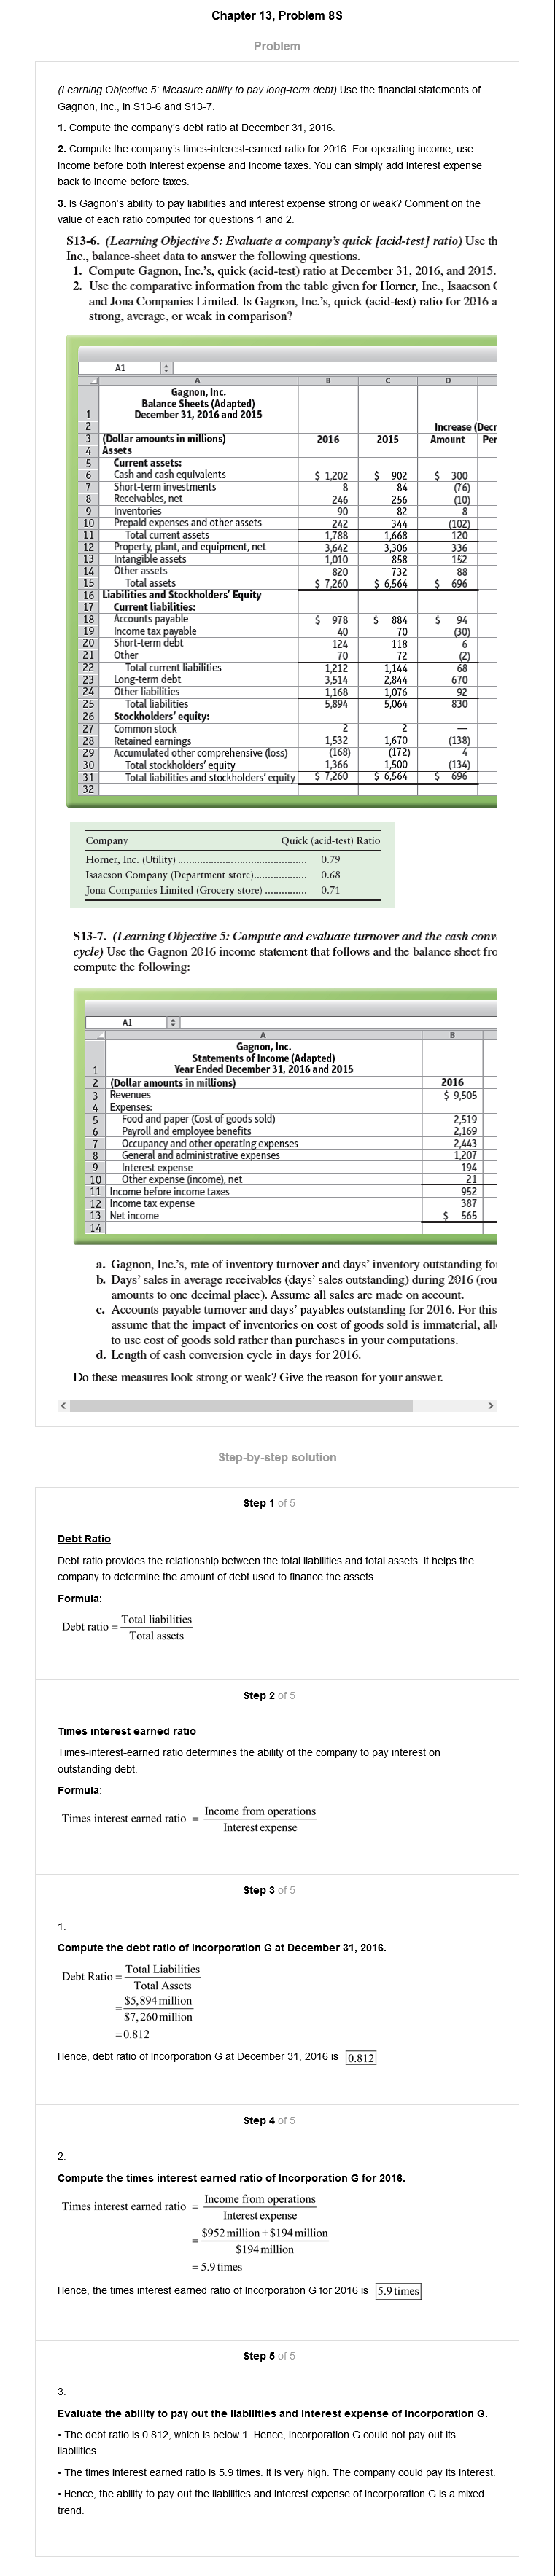 Chapter 13, Problem 8S
Problem
(Learning Objective 5: Measure ability to pay long-term debt) Use the financial statements of
Gagnon, Inc., in S13-6 and S13-7.
1. Compute the company's debt ratio at December 31, 2016.
2. Compute the company's times-interest-earned ratio for 2016. For operating income, use
income before both interest expense and income taxes. You can simply add interest expense
back to income before taxes.
3. Is Gagnon's ability to pay liabilities and interest expense strong or weak? Comment on the
value of each ratio computed for questions 1 and 2.
S13-6. (Learning Objective 5: Evaluate a company's quick [acid-test] ratio) Use th
Inc., balance-sheet data to answer the following questions.
1. Compute Gagnon, Inc.'s, quick (acid-test) ratio at December 31, 2016, and 2015.
2. Use the comparative information from the table given for Horner, Inc., Isaacson C
and Jona Companies Limited. Is Gagnon, Inc.'s, quick (acid-test) ratio for 2016 a
strong, average, or weak in comparison?
A1
A B C D
Gagnon, Inc.
Balance Sheets (Adapted)
1 December 31, 2016 and 2015
2 Increase (Decr
3 (Dollar amounts in millions) 2016 2015 Amount Per
4 Assets
5 Current assets:
6 Cash and cash equivalents $ 1,202 $ 902 $ 300
7 Short-term investments 8 84 (76)
8 Receivables, net 246 256 (10)
9 Inventories 90 82 8
10 Prepaid expenses and other assets 242 344 (102)
11 Total current assets 1,788 1,668 120
12 Property, plant, and equipment, net 3,642 3,306 336
13 Intangible assets 1,010 858 152
14 Other assets 820 732 88
15 Total assets $ 7,260 $ 6,564 $ 696
16 Liabilities and Stockholders' Equity
17 Current liabilities:
18 Accounts payable $ 978 $ 884 $ 94
19 Income tax payable 40 70 (30)
20 Short-term debt 124 118 6
21 Other 70 72 (2)
22 Total current liabilities 1,212 1,144 68
23 Long-term debt 3,514 2,844 670
24 Other liabilities 1,168 1,076 92
25 Total liabilities 5,894 5,064 830
26 Stockholders' equity:
27 Common stock 2 2 —
28 Retained earnings 1,532 1,670 (138)
29 Accumulated other comprehensive (loss) (168) (172) 4
30 Total stockholders' equity 1,366 1,500 (134)
31 Total liabilities and stockholders' equity $ 7,260 $ 6,564 $ 696
32
Company Quick (acid-test) Ratio
Horner, Inc. (Utility) ............................................ 0.79
Isaacson Company (Department store).................. 0.68
Jona Companies Limited (Grocery store) .............. 0.71
S13-7. (Learning Objective 5: Compute and evaluate turnover and the cash conv
cycle) Use the Gagnon 2016 income statement that follows and the balance sheet fro
compute the following:
A1
A B
Gagnon, Inc.
Statements of Income (Adapted)
1 Year Ended December 31, 2016 and 2015
2 (Dollar amounts in millions) 2016
3 Revenues $ 9,505
4 Expenses:
5 Food and paper (Cost of goods sold) 2,519
6 Payroll and employee benefits 2,169
7 Occupancy and other operating expenses 2,443
8 General and administrative expenses 1,207
9 Interest expense 194
10 Other expense (income), net 21
11 Income before income taxes 952
12 Income tax expense 387
13 Net income $ 565
14
a. Gagnon, Inc.'s, rate of inventory turnover and days' inventory outstanding fo
b. Days' sales in average receivables (days' sales outstanding) during 2016 (rou
amounts to one decimal place). Assume all sales are made on account.
c. Accounts payable turnover and days' payables outstanding for 2016. For this
assume that the impact of inventories on cost of goods sold is immaterial, all
to use cost of goods sold rather than purchases in your computations.
d. Length of cash conversion cycle in days for 2016.
Do these measures look strong or weak? Give the reason for your answer.
Step-by-step solution
Step 1 of 5
Debt Ratio
Debt ratio provides the relationship between the total liabilities and total assets. It helps the
company to determine the amount of debt used to finance the assets.
Formula:
Debt ratio = Total liabilities
Total assets
Step 2 of 5
Times interest earned ratio
Times-interest-earned ratio determines the ability of the company to pay interest on
outstanding debt.
Formula:
Times interest earned ratio = Income from operations
Interest expense
Step 3 of 5
1.
Compute the debt ratio of Incorporation G at December 31, 2016.
Debt Ratio = Total Liabilities
Total Assets
= $5,894 million
$7,260 million
= 0.812
Hence, debt ratio of Incorporation G at December 31, 2016 is 0.812
Step 4 of 5
2.
Compute the times interest earned ratio of Incorporation G for 2016.
Times interest earned ratio = Income from operations
Interest expense
= $952 million + $194 million
$194 million
= 5.9 times
Hence, the times interest earned ratio of Incorporation G for 2016 is 5.9 times
Step 5 of 5
3.
Evaluate the ability to pay out the liabilities and interest expense of Incorporation G.
• The debt ratio is 0.812, which is below 1. Hence, Incorporation G could not pay out its
liabilities.
• The times interest earned ratio is 5.9 times. It is very high. The company could pay its interest.
• Hence, the ability to pay out the liabilities and interest expense of Incorporation G is a mixed
trend.